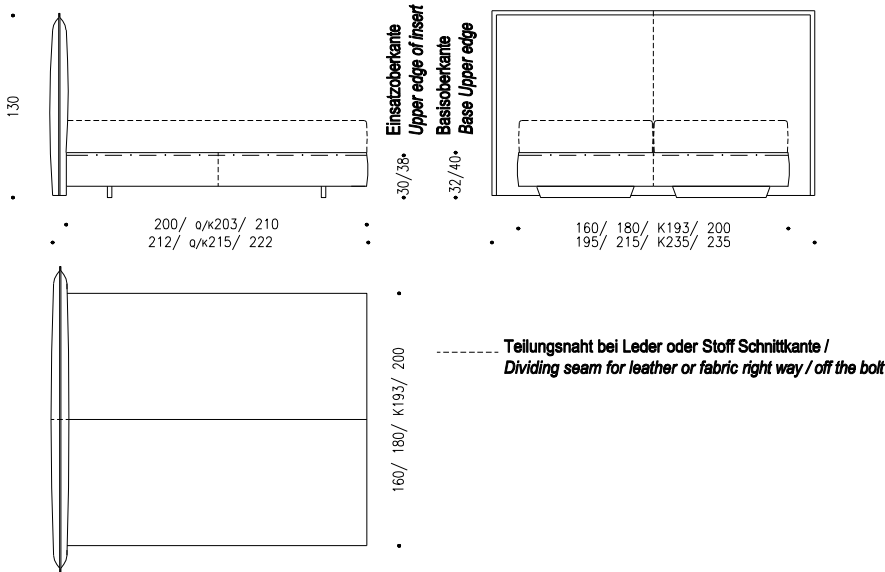 130
Einsatzoberkante
Upper edge of insert
Basisoberkante
Base Upper edge
30/38
32/40
200/ Q/K203/ 210
212/ Q/K215/ 222
160/ 180/ K193/ 200
195/ 215/ K235/ 235
160/ 180/ K193/ 200
Teilungsnaht bei Leder oder Stoff Schnittkante /
Dividing seam for leather or fabric right way / off the bolt